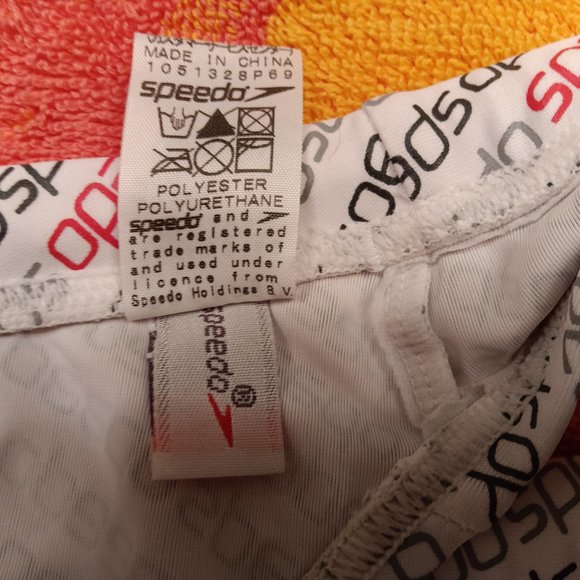 MADE IN CHINA
1051328P69
speedo
POLYESTER
POLYURETHANE
speedo and
are registered
trade marks of
and used under
licence from
Speedo Holdings B.V.
speedo®